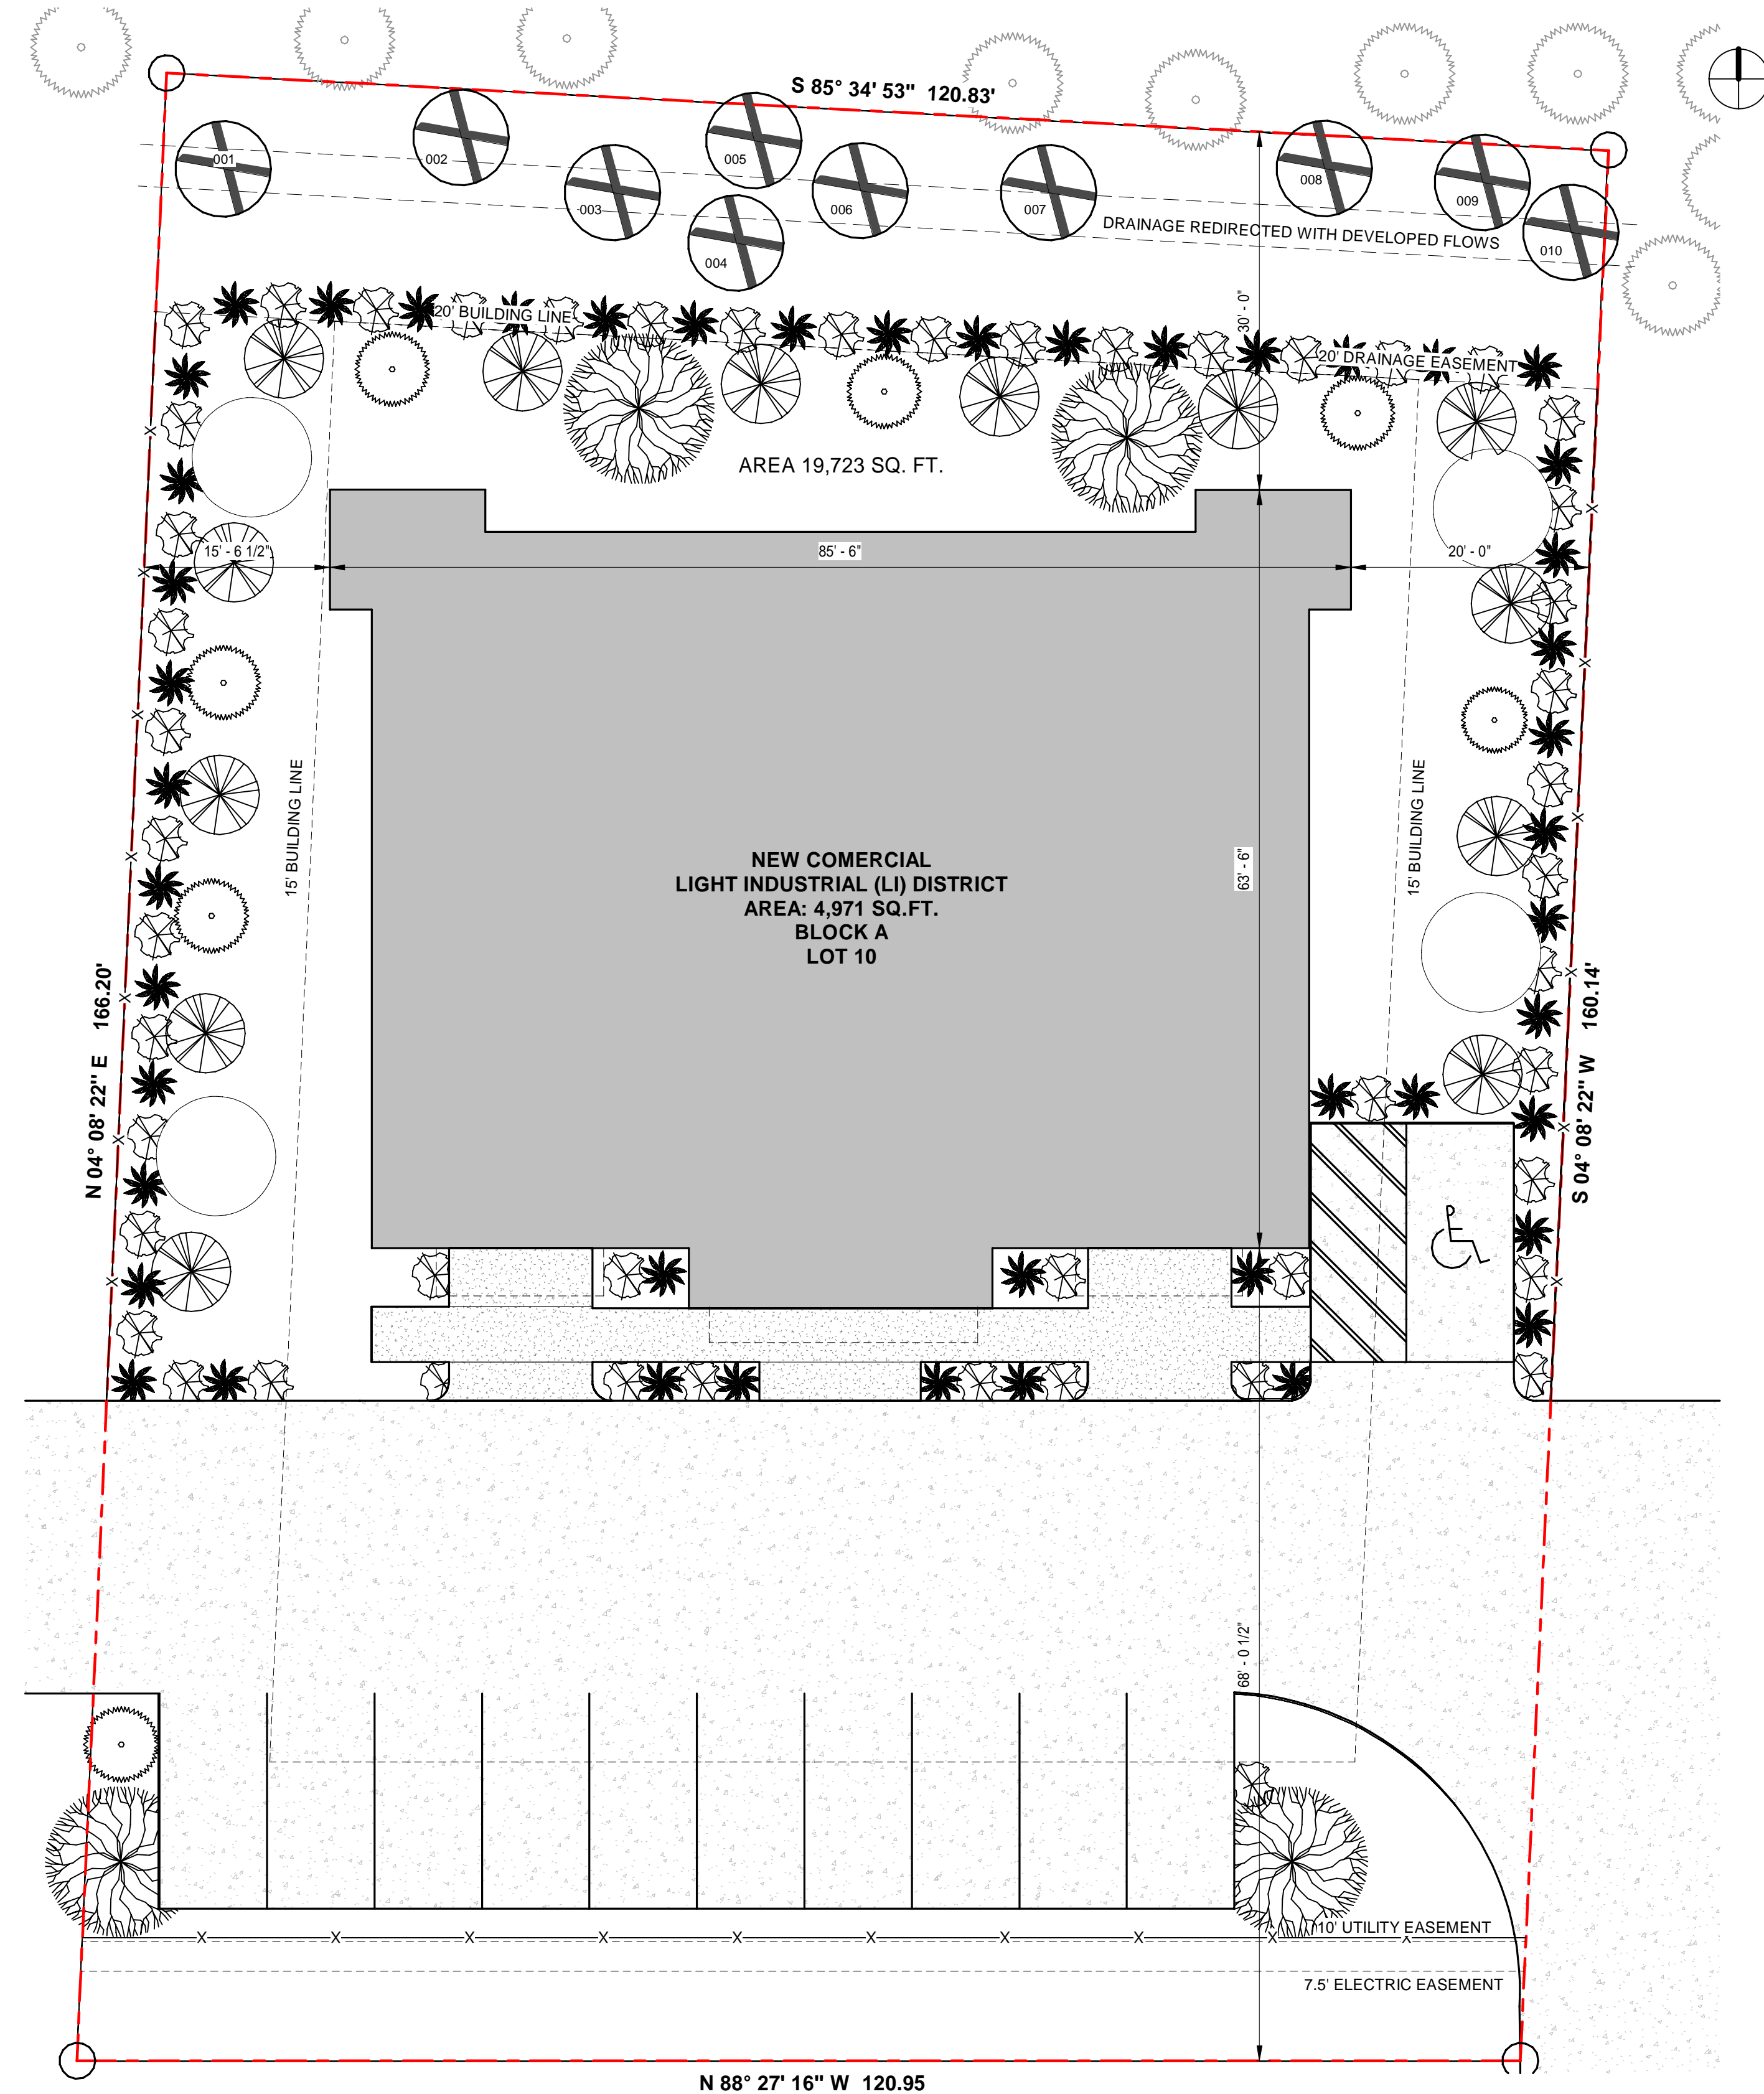 S 85° 34' 53" 120.83'
001
002
005
003
006
004
007
008
009
010
DRAINAGE REDIRECTED WITH DEVELOPED FLOWS
20' BUILDING LINE
30' - 0"
20' DRAINAGE EASEMENT
AREA 19,723 SQ. FT.
15' - 6 1/2"
85' - 6"
20' - 0"
15' BUILDING LINE
63' - 6"
15' BUILDING LINE
NEW COMERCIAL
LIGHT INDUSTRIAL (LI) DISTRICT
AREA: 4,971 SQ.FT.
BLOCK A
LOT 10
N 04° 08' 22" E 166.20'
S 04° 08' 22" W 160.14'
68' - 0 1/2"
10' UTILITY EASEMENT
7.5' ELECTRIC EASEMENT
N 88° 27' 16" W 120.95